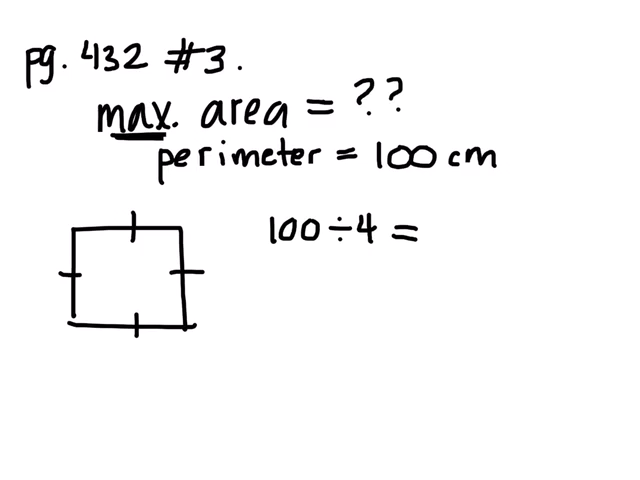 pg. 432 #3.
max. area = ??
perimeter = 100 cm
100 ÷ 4 =